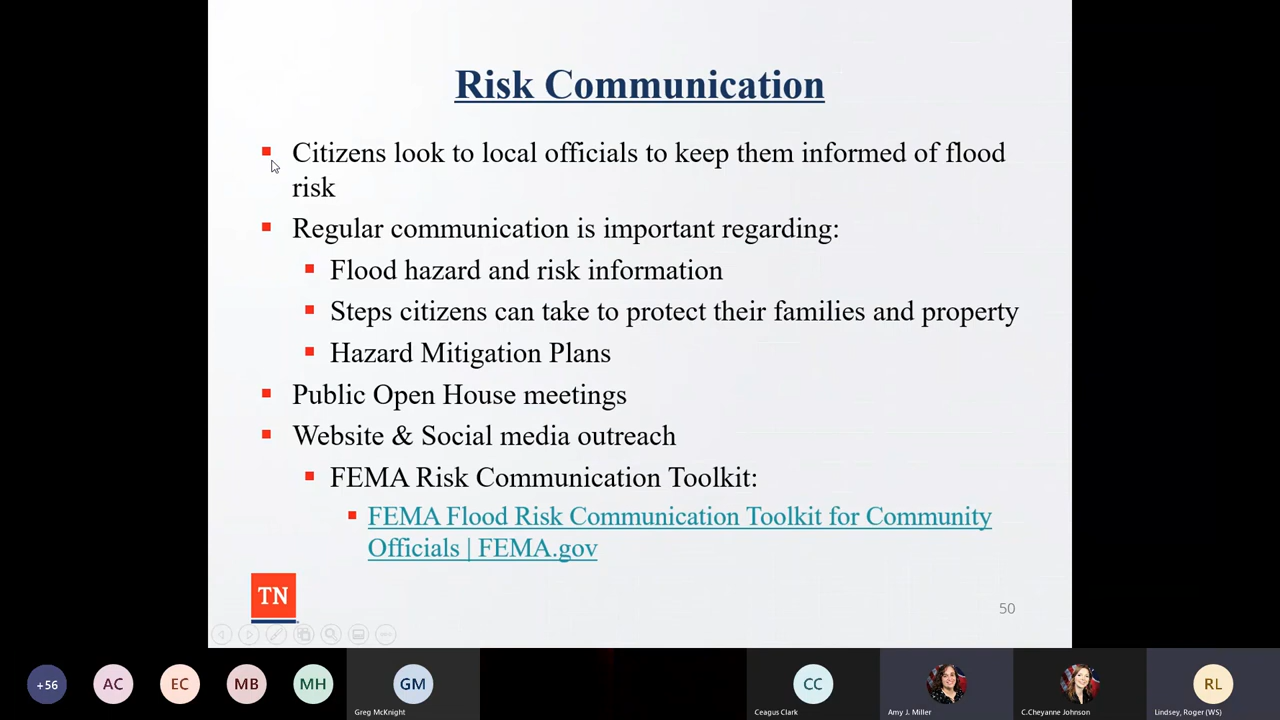 Risk Communication
Citizens look to local officials to keep them informed of flood
risk
Regular communication is important regarding:
Flood hazard and risk information
Steps citizens can take to protect their families and property
Hazard Mitigation Plans
Public Open House meetings
Website & Social media outreach
FEMA Risk Communication Toolkit:
FEMA Flood Risk Communication Toolkit for Community
Officials | FEMA.gov
TN
50
+56
AC
EC
MB
MH
GM
Greg McKnight
CC
Ceagus Clark
Amy J. Miller
C.Cheyanne Johnson
RL
Lindsey, Roger (WS)